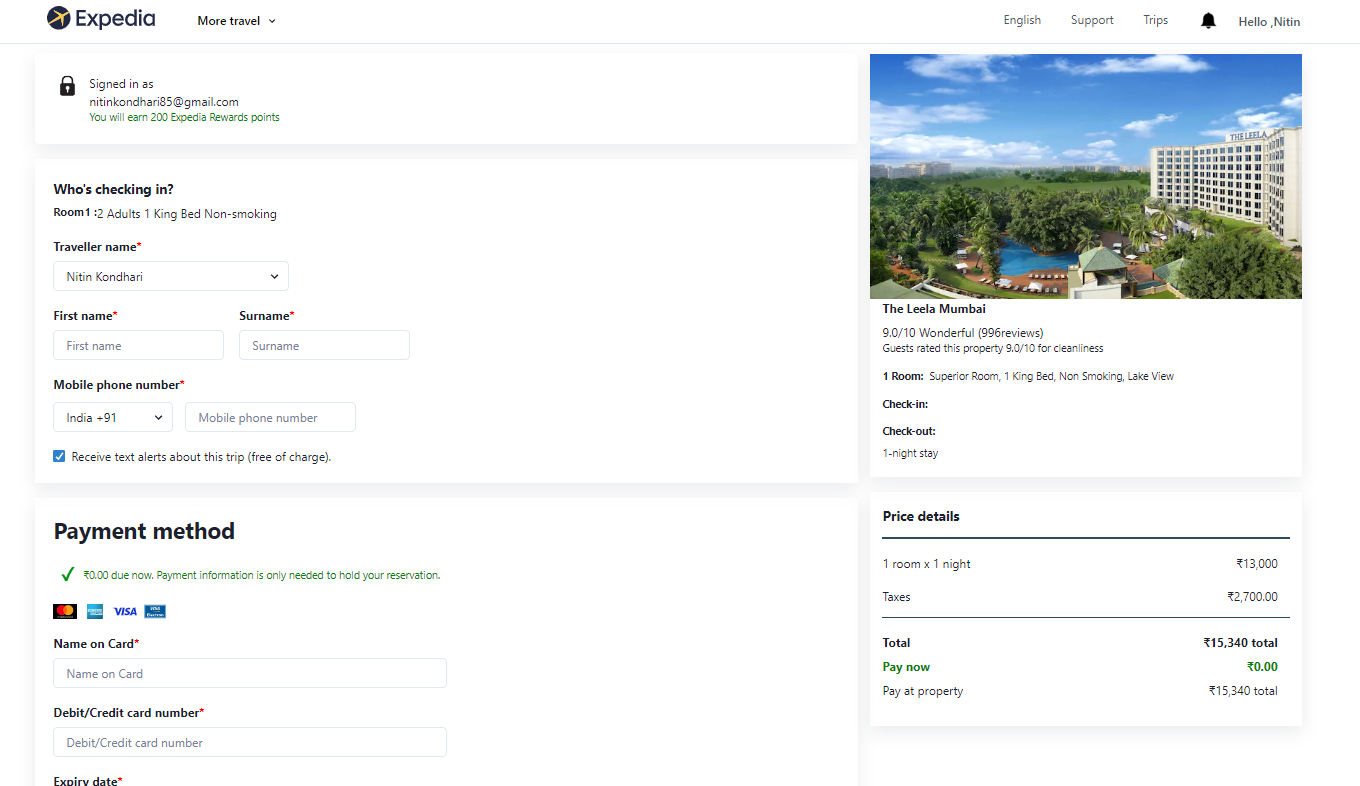 Expedia
More travel
English
Support
Trips
Hello ,Nitin
Signed in as
nitinkondhari85@gmail.com
You will earn 200 Expedia Rewards points
Who's checking in?
Room1 :2 Adults 1 King Bed Non-smoking
Traveller name*
Nitin Kondhari
First name*
Surname*
First name
Surname
Mobile phone number*
India +91
Mobile phone number
Receive text alerts about this trip (free of charge).
Payment method
₹0.00 due now. Payment information is only needed to hold your reservation.
VISA
VISA
Name on Card*
Name on Card
Debit/Credit card number*
Debit/Credit card number
Expiry date*
THE LEELA
The Leela Mumbai
9.0/10 Wonderful (996reviews)
Guests rated this property 9.0/10 for cleanliness
1 Room: Superior Room, 1 King Bed, Non Smoking, Lake View
Check-in:
Check-out:
1-night stay
Price details
1 room x 1 night
₹13,000
Taxes
₹2,700.00
Total
₹15,340 total
Pay now
₹0.00
Pay at property
₹15,340 total